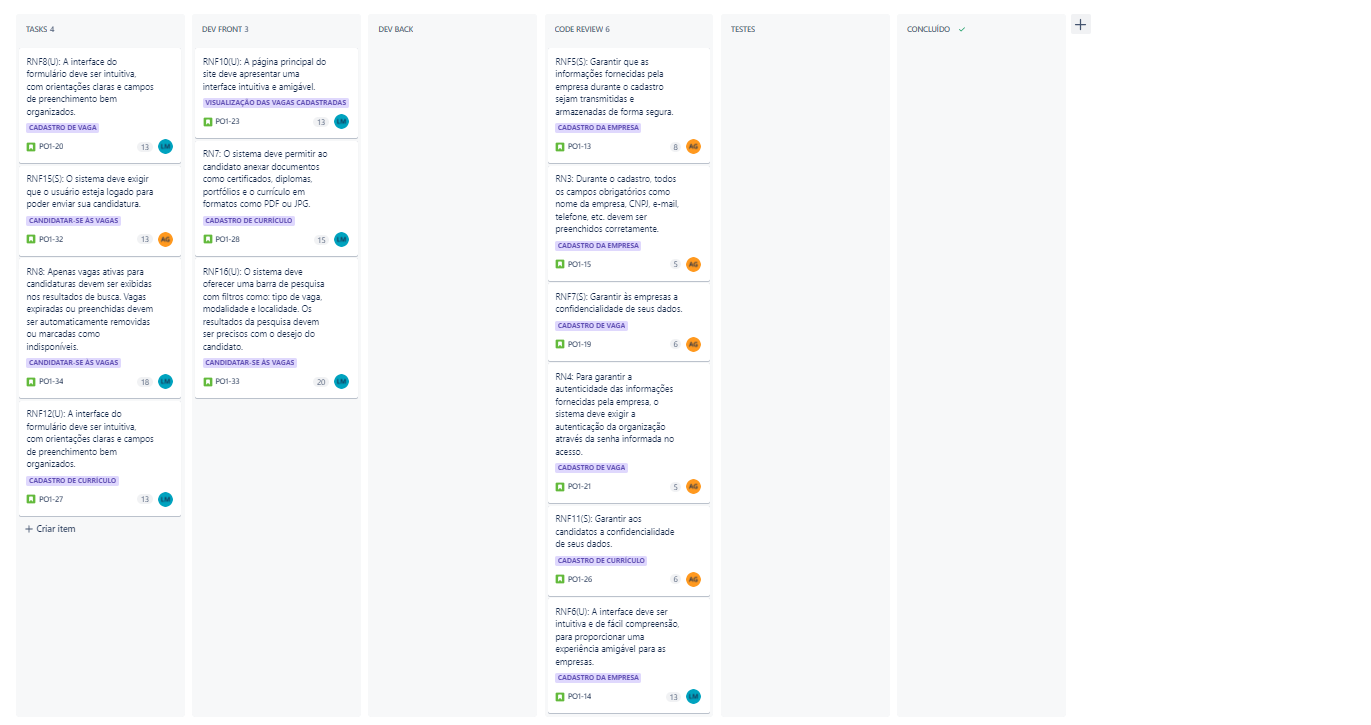 TASKS 4
RNF8(U): A interface do
formulário deve ser intuitiva,
com orientações claras e campos
de preenchimento bem
organizados.
CADASTRO DE VAGA
PO1-20 13 LM
RNF15(S): O sistema deve exigir
que o usuário esteja logado para
poder enviar sua candidatura.
CANDIDATAR-SE ÀS VAGAS
PO1-32 13 AG
RN8: Apenas vagas ativas para
candidaturas devem ser exibidas
nos resultados de busca. Vagas
expiradas ou preenchidas devem
ser automaticamente removidas
ou marcadas como
indisponíveis.
CANDIDATAR-SE ÀS VAGAS
PO1-34 18 LM
RNF12(U): A interface do
formulário deve ser intuitiva,
com orientações claras e campos
de preenchimento bem
organizados.
CADASTRO DE CURRÍCULO
PO1-27 13 LM
+ Criar item
DEV FRONT 3
RNF10(U): A página principal do
site deve apresentar uma
interface intuitiva e amigável.
VISUALIZAÇÃO DAS VAGAS CADASTRADAS
PO1-23 13 LM
RN7: O sistema deve permitir ao
candidato anexar documentos
como certificados, diplomas,
portfólios e o currículo em
formatos como PDF ou JPG.
CADASTRO DE CURRÍCULO
PO1-28 15 LM
RNF16(U): O sistema deve
oferecer uma barra de pesquisa
com filtros como: tipo de vaga,
modalidade e localidade. Os
resultados da pesquisa devem
ser precisos com o desejo do
candidato.
CANDIDATAR-SE ÀS VAGAS
PO1-33 20 LM
DEV BACK
CODE REVIEW 6
RNF5(S): Garantir que as
informações fornecidas pela
empresa durante o cadastro
sejam transmitidas e
armazenadas de forma segura.
CADASTRO DA EMPRESA
PO1-13 8 AG
RN3: Durante o cadastro, todos
os campos obrigatórios como
nome da empresa, CNPJ, e-mail,
telefone, etc. devem ser
preenchidos corretamente.
CADASTRO DA EMPRESA
PO1-15 5 AG
RNF7(S): Garantir às empresas a
confidencialidade de seus dados.
CADASTRO DE VAGA
PO1-19 6 AG
RN4: Para garantir a
autenticidade das informações
fornecidas pela empresa, o
sistema deve exigir a
autenticação da organização
através da senha informada no
acesso.
CADASTRO DE VAGA
PO1-21 5 AG
RNF11(S): Garantir aos
candidatos a confidencialidade
de seus dados.
CADASTRO DE CURRÍCULO
PO1-26 6 AG
RNF6(U): A interface deve ser
intuitiva e de fácil compreensão,
para proporcionar uma
experiência amigável para as
empresas.
CADASTRO DA EMPRESA
PO1-14 13 LM
TESTES
CONCLUÍDO